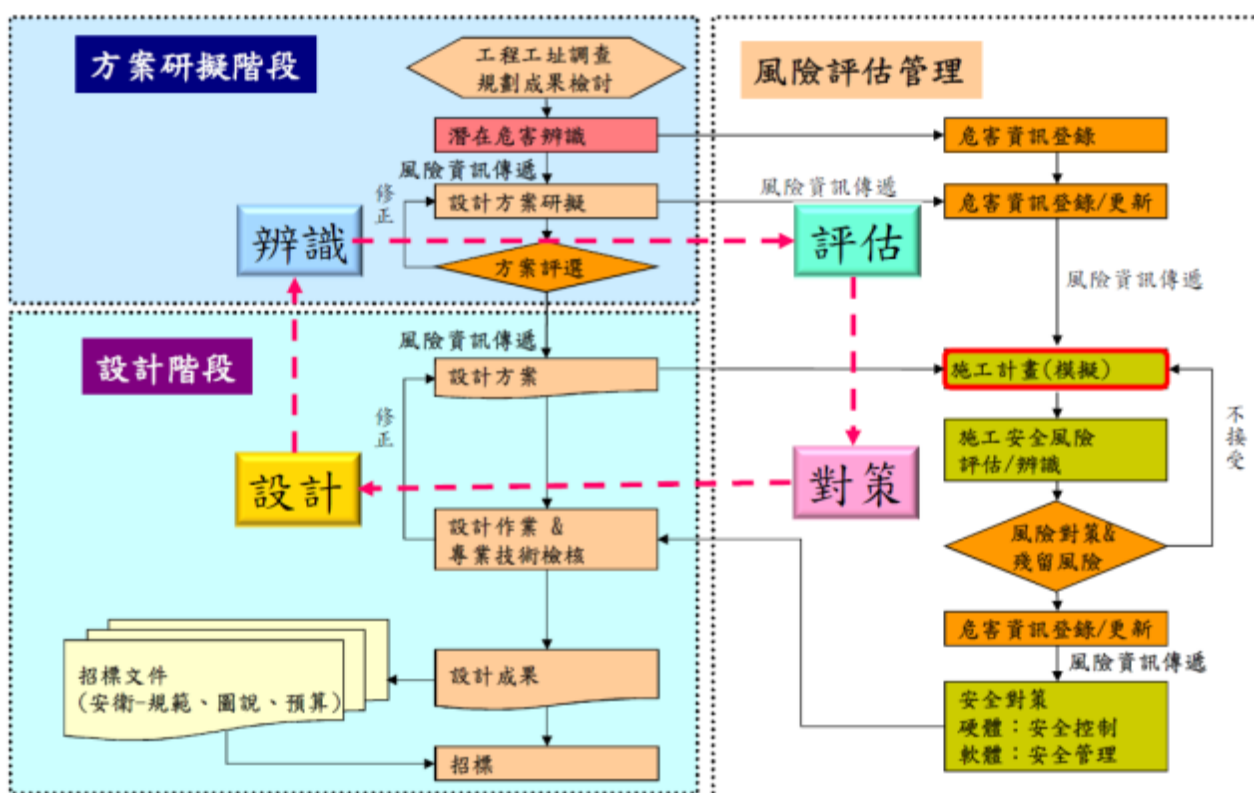 方案研擬階段
工程工址調查
規劃成果檢討
風險評估管理
潛在危害辨識
危害資訊登錄
風險資訊傳遞
修正
設計方案研擬
風險資訊傳遞
危害資訊登錄/更新
辨識
評估
方案評選
風險資訊傳遞
風險資訊傳遞
設計階段
設計方案
施工計畫(模擬)
修正
不接受
施工安全風險
評估/辨識
設計
對策
設計作業 &
專業技術檢核
風險對策&
殘留風險
危害資訊登錄/更新
風險資訊傳遞
招標文件
(安衛-規範、圖說、預算)
設計成果
安全對策
硬體：安全控制
軟體：安全管理
招標